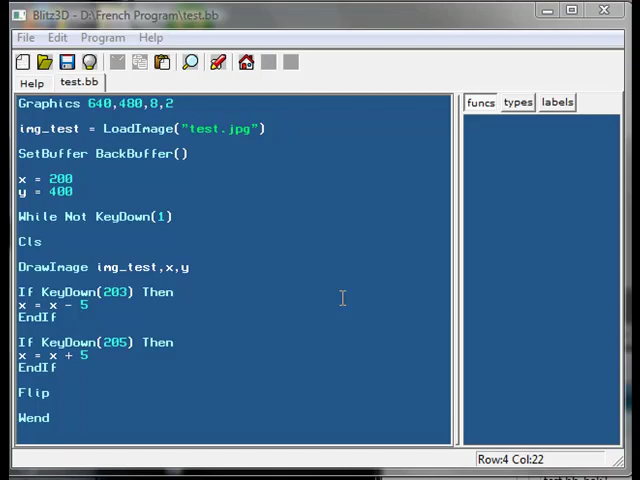 Blitz3D - D:\French Program\test.bb
File Edit Program Help
Help test.bb
Graphics 640,480,8,2
img_test = LoadImage("test.jpg")
SetBuffer BackBuffer()
x = 200
y = 400
While Not KeyDown(1)
Cls
DrawImage img_test,x,y
If KeyDown(203) Then
x = x - 5
EndIf
If KeyDown(205) Then
x = x + 5
EndIf
Flip
Wend
funcs types labels
Row:4 Col:22